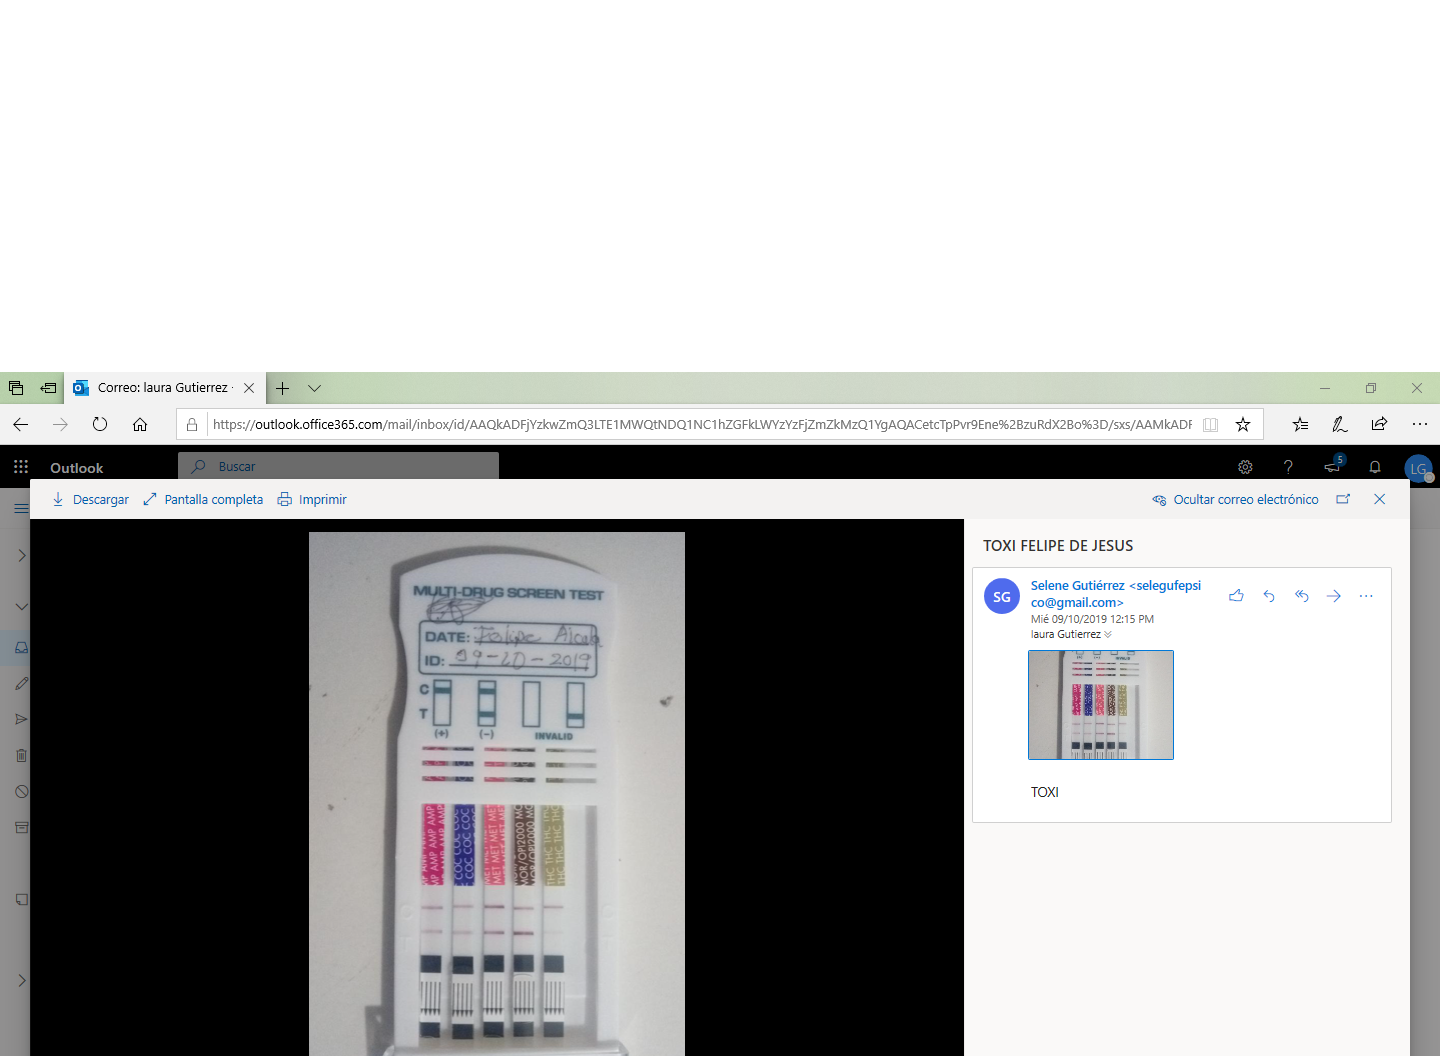 Correo: laura Gutierrez
https://outlook.office365.com/mail/inbox/id/AAQkADFjYzkwZmQ3LTE1MWQtNDQ1NC1hZGFkLWYzYzFjZmZkMzQ1YgAQACetcTpPvr9Ene%2BzuRdX2Bo%3D/sxs/AAMkADF
Outlook
Buscar
5
LG
Descargar
Pantalla completa
Imprimir
Ocultar correo electrónico
TOXI FELIPE DE JESUS
SG
Selene Gutiérrez <selegufepsi
co@gmail.com>
Mié 09/10/2019 12:15 PM
laura Gutierrez
TOXI
MULTI-DRUG SCREEN TEST
DATE: Felipe Alcala
ID: 09-10-2019
C
T
(+) (-) INVALID
AMP AMP AMP
COC COC COC
MET MET MET
MOR/OPI2000
THC THC THC